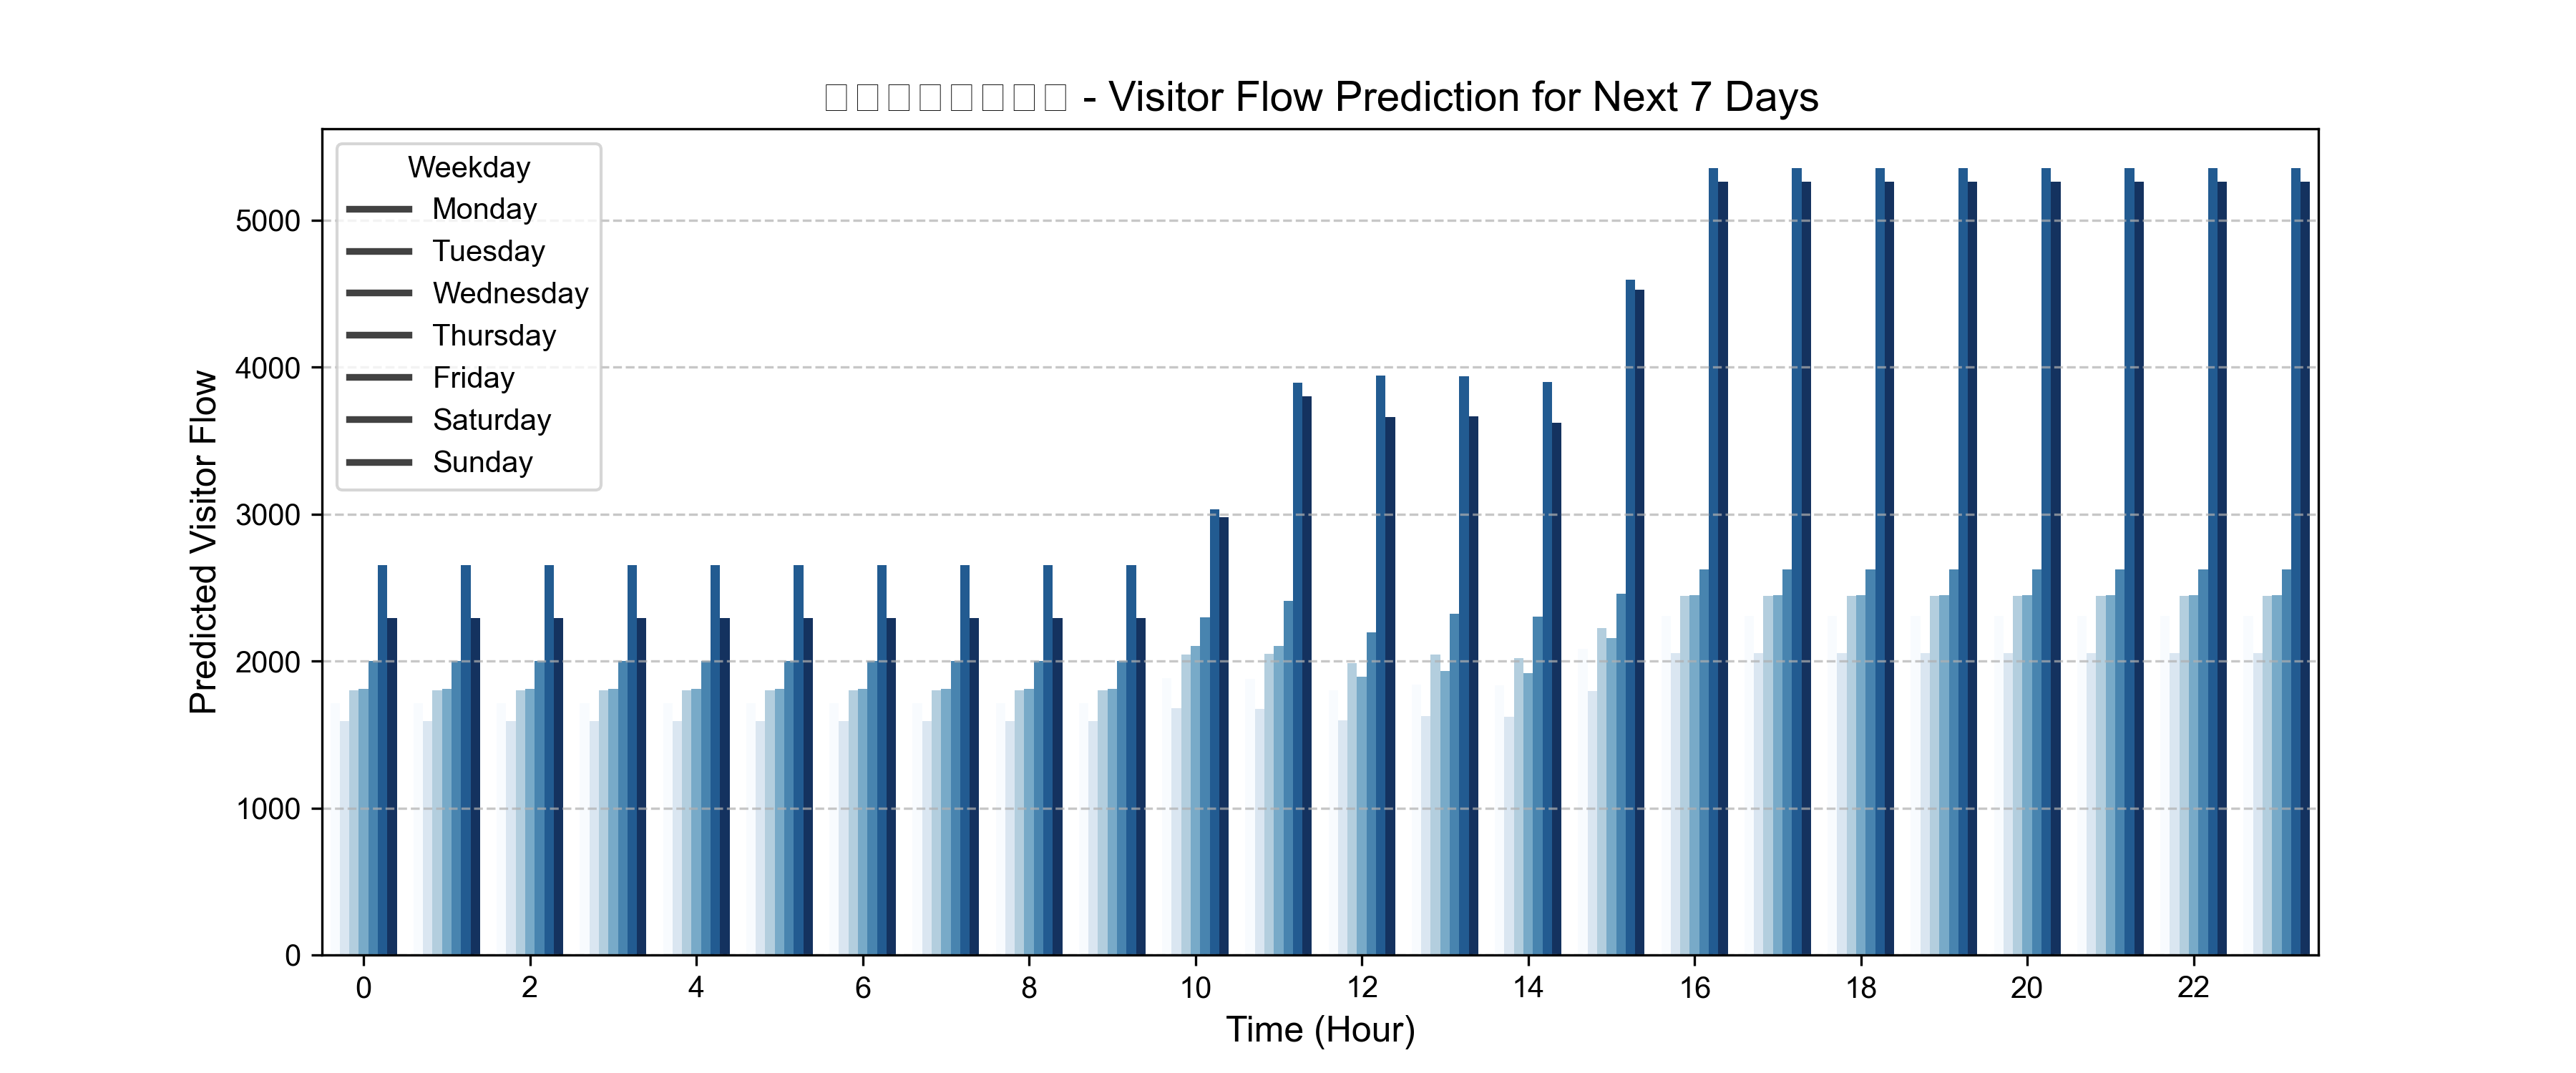 - Visitor Flow Prediction for Next 7 Days
Weekday
Monday
Tuesday
Wednesday
Thursday
Friday
Saturday
Sunday
Predicted Visitor Flow
5000
4000
3000
2000
1000
0
0 2 4 6 8 10 12 14 16 18 20 22
Time (Hour)